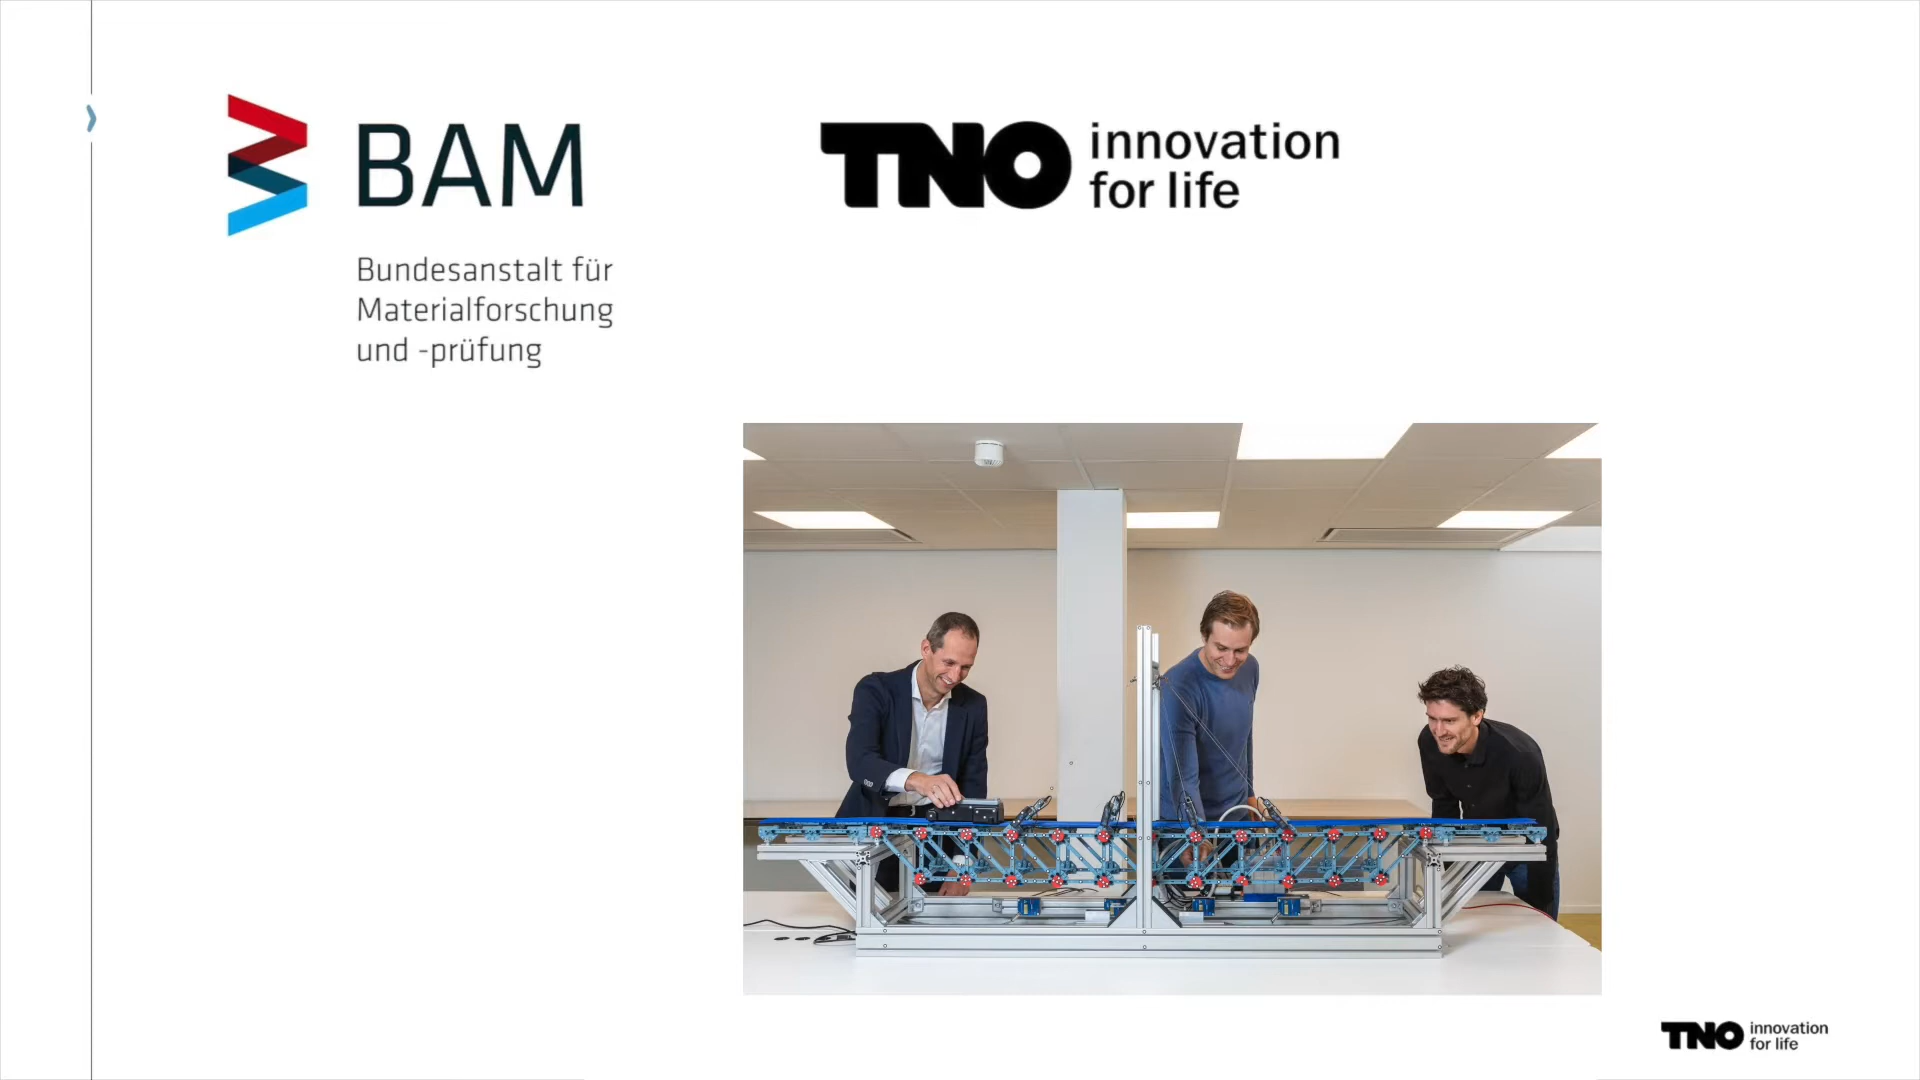 BAM
Bundesanstalt für
Materialforschung
und -prüfung
TNO innovation
for life
TNO innovation
for life